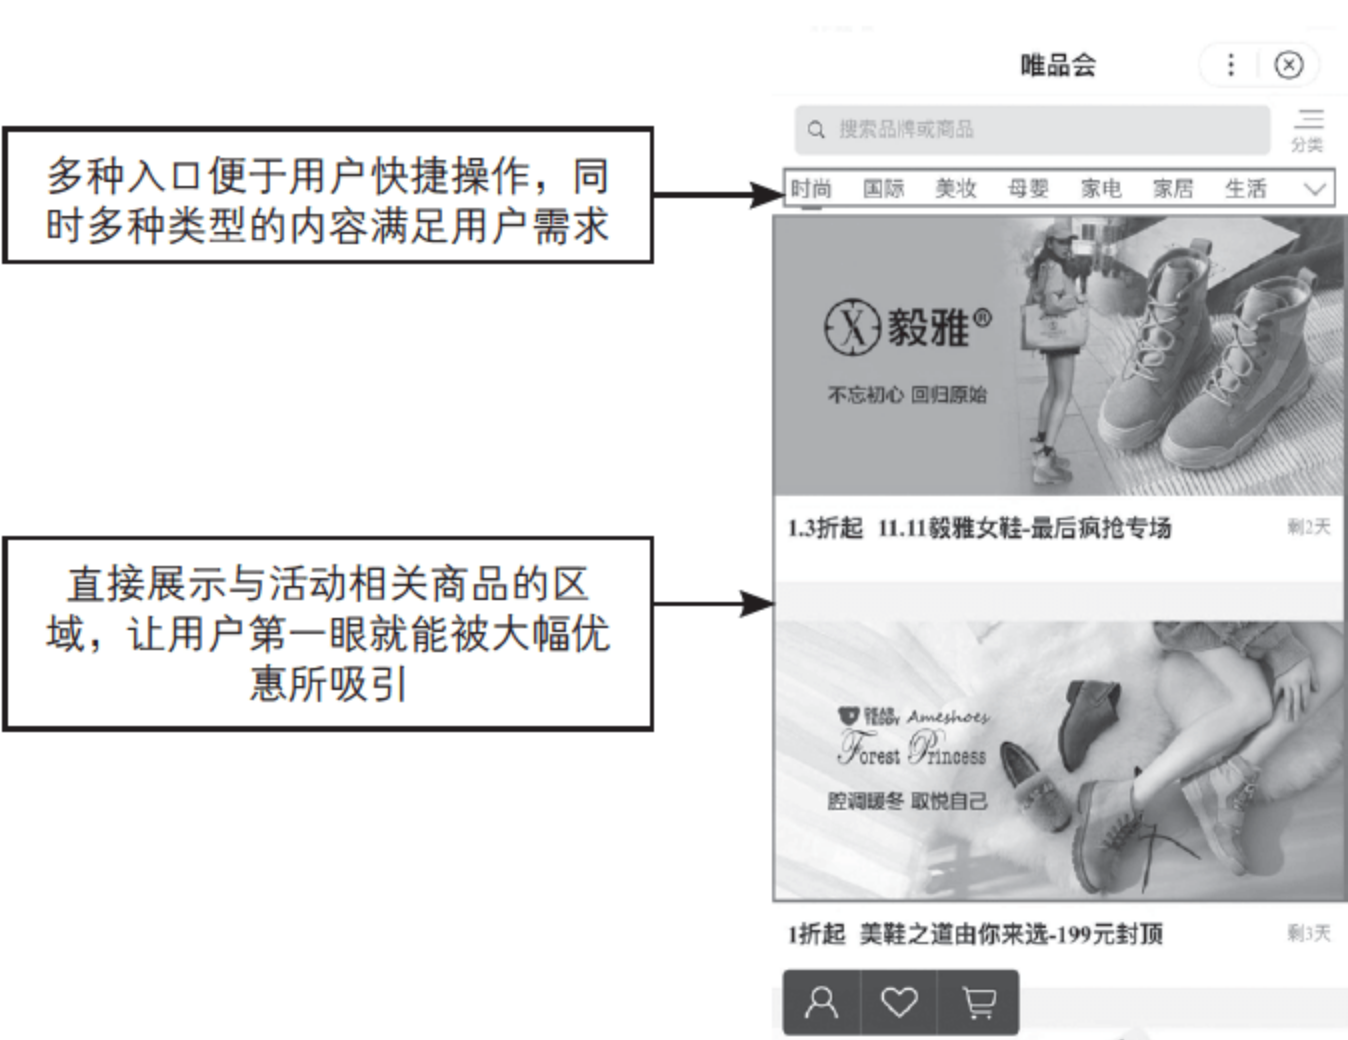 唯品会
搜索品牌或商品
分类
多种入口便于用户快捷操作，同
时多种类型的内容满足用户需求
时尚 国际 美妆 母婴 家电 家居 生活
X 毅雅®
不忘初心 回归原始
1.3折起 11.11毅雅女鞋-最后疯抢专场 剩2天
直接展示与活动相关商品的区
域，让用户第一眼就能被大幅优
惠所吸引
DEAR TEDDY Ameshoes
Forest Princess
腔调暖冬 取悦自己
1折起 美鞋之道由你来选-199元封顶 剩3天